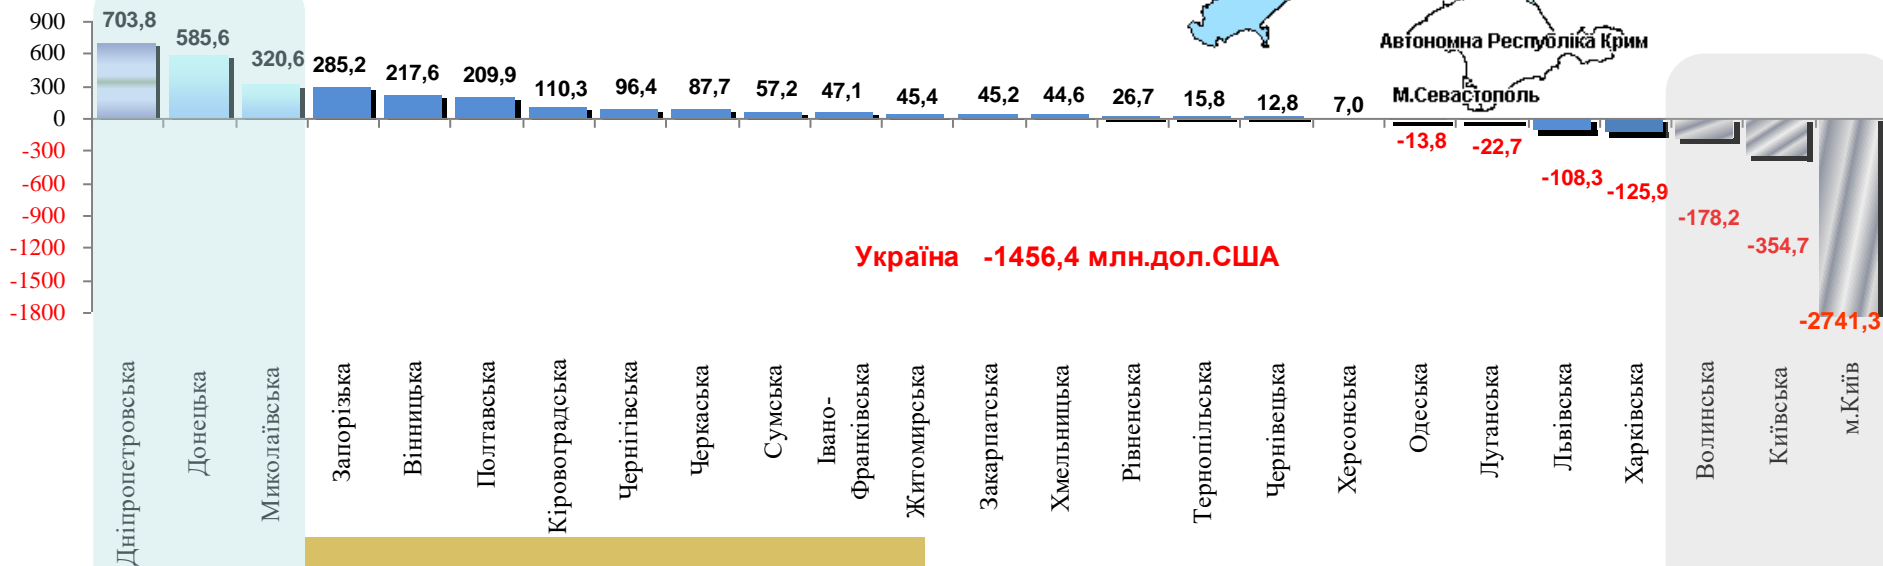 900
600
300
0
-300
-600
-900
-1200
-1500
-1800
703,8
585,6
320,6
285,2
217,6
209,9
110,3
96,4
87,7
57,2
47,1
45,4
45,2
44,6
26,7
15,8
12,8
7,0
-13,8
-22,7
-108,3
-125,9
-178,2
-354,7
-2741,3
Автономна Республіка Крим
М.Севастополь
Україна -1456,4 млн.дол.США
Дніпропетровська
Донецька
Миколаївська
Запорізька
Вінницька
Полтавська
Кіровоградська
Чернігівська
Черкаська
Сумська
Івано-
Франківська
Житомирська
Закарпатська
Хмельницька
Рівненська
Тернопільська
Чернівецька
Херсонська
Одеська
Луганська
Львівська
Харківська
Волинська
Київська
м.Київ